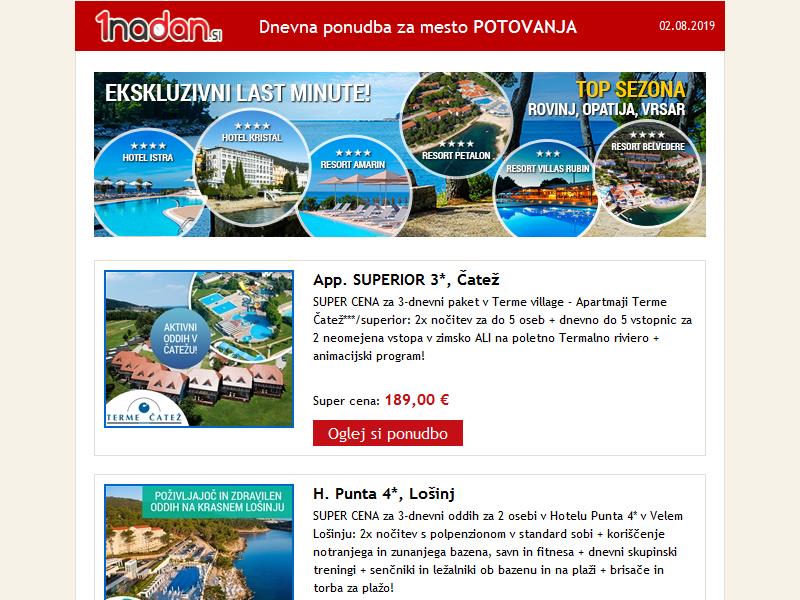 1nadan.si
Dnevna ponudba za mesto POTOVANJA
02.08.2019
EKSKLUZIVNI LAST MINUTE!
TOP SEZONA
ROVINJ, OPATIJA, VRSAR
HOTEL ISTRA
HOTEL KRISTAL
RESORT AMARIN
RESORT PETALON
RESORT VILLAS RUBIN
RESORT BELVEDERE
AKTIVNI
ODDIH V
ČATEŽU!
TERME ČATEŽ
App. SUPERIOR 3*, Čatež
SUPER CENA za 3-dnevni paket v Terme village - Apartmaji Terme
Čatež***/superior: 2x nočitev za do 5 oseb + dnevno do 5 vstopnic za
2 neomejena vstopa v zimsko ALI na poletno Termalno riviero +
animacijski program!
Super cena: 189,00 €
Oglej si ponudbo
POŽIVLJAJOČ IN ZDRAVILEN
ODDIH NA KRASNEM LOŠINJU
H. Punta 4*, Lošinj
SUPER CENA za 3-dnevni oddih za 2 osebi v Hotelu Punta 4* v Velem
Lošinju: 2x nočitev s polpenzionom v standard sobi + koriščenje
notranjega in zunanjega bazena, savn in fitnesa + dnevni skupinski
treningi + senčniki in ležalniki ob bazenu in na plaži + brisače in
torba za plažo!